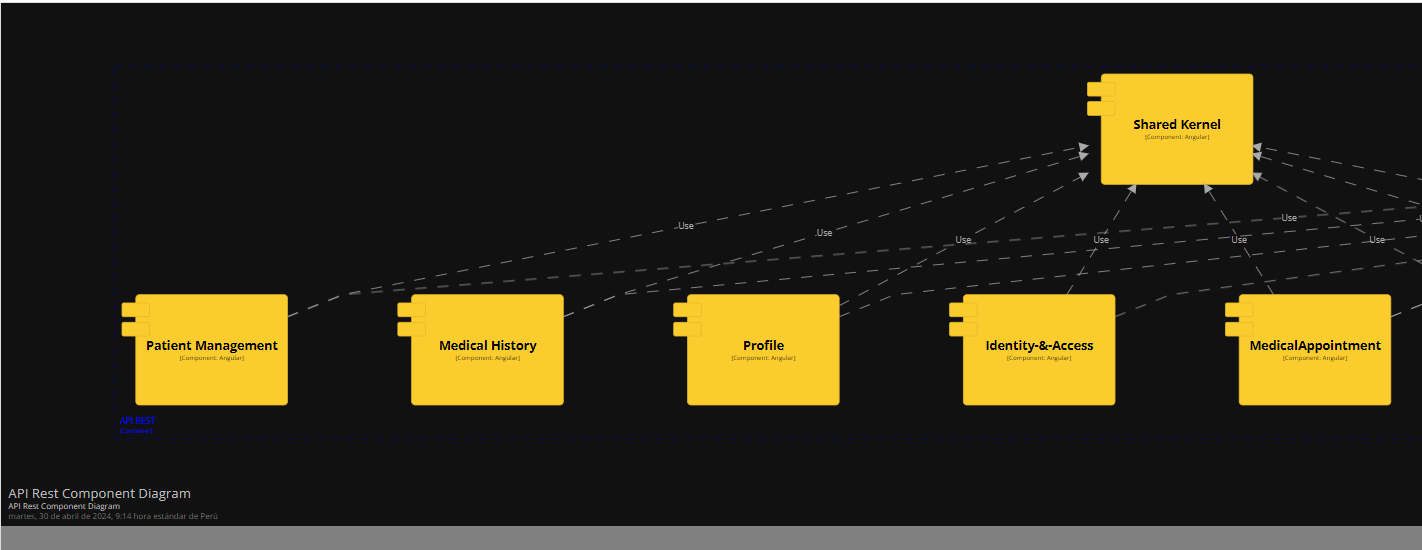 Shared Kernel
[Component: Angular]
Use
Use
Use
Use
Use
Use
Use
Patient Management
[Component: Angular]
Medical History
[Component: Angular]
Profile
[Component: Angular]
Identity-&-Access
[Component: Angular]
MedicalAppointment
[Component: Angular]
API REST
[Container]
API Rest Component Diagram
API Rest Component Diagram
martes, 30 de abril de 2024, 9:14 hora estándar de Perú